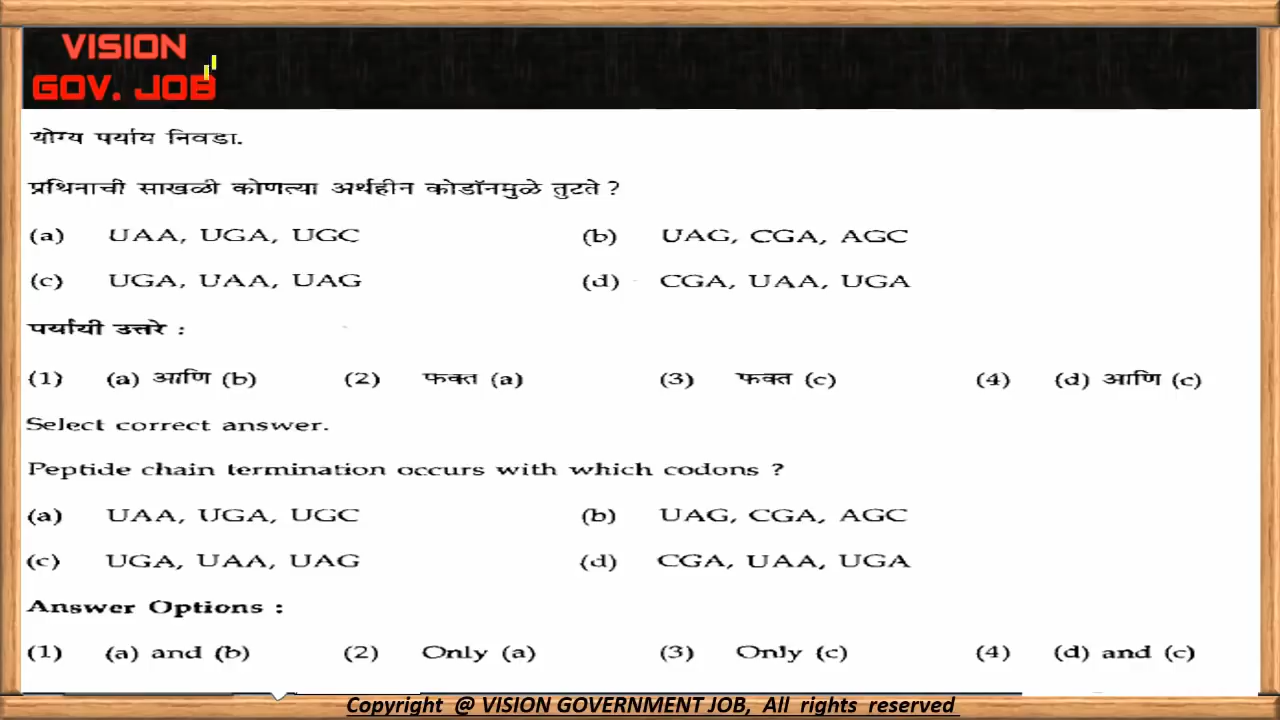 VISION
GOV. JOB
योग्य पर्याय निवडा.
प्रथिनाची साखळी कोणत्या अर्थहीन कोडॉनमुळे तुटते ?
(a) UAA, UGA, UGC (b) UAG, CGA, AGC
(c) UGA, UAA, UAG (d) CGA, UAA, UGA
पर्यायी उत्तरे :
(1) (a) आणि (b) (2) फक्त (a) (3) फक्त (c) (4) (d) आणि (c)
Select correct answer.
Peptide chain termination occurs with which codons ?
(a) UAA, UGA, UGC (b) UAG, CGA, AGC
(c) UGA, UAA, UAG (d) CGA, UAA, UGA
Answer Options :
(1) (a) and (b) (2) Only (a) (3) Only (c) (4) (d) and (c)
Copyright @ VISION GOVERNMENT JOB, All rights reserved